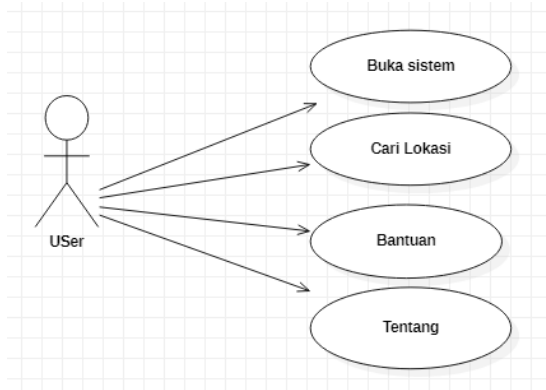 Buka sistem
Cari Lokasi
USer
Bantuan
Tentang